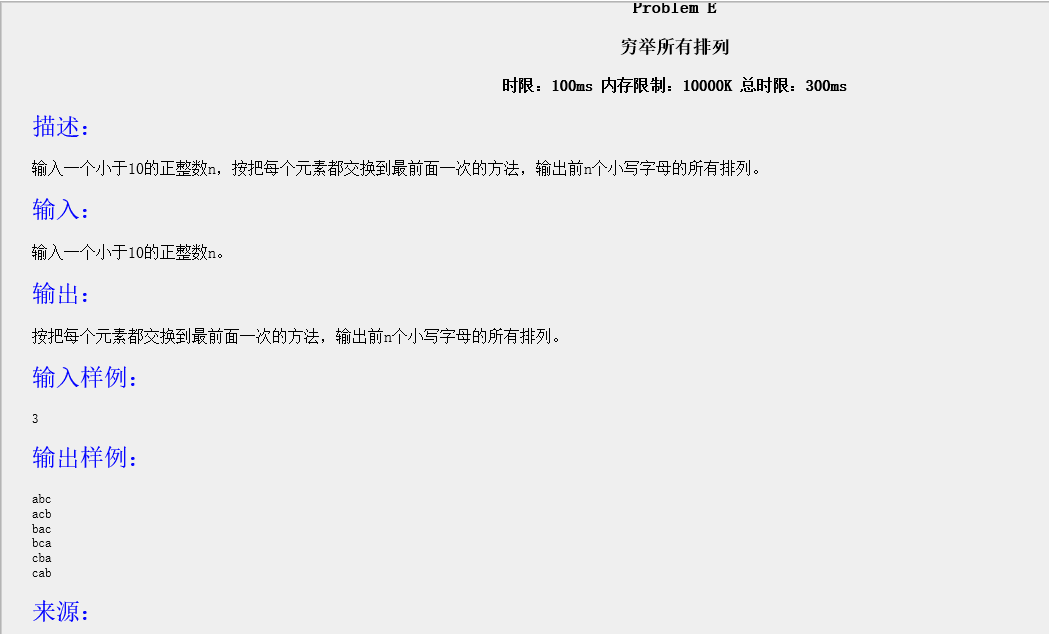 Problem E
穷举所有排列
时限：100ms 内存限制：10000K 总时限：300ms
描述：
输入一个小于10的正整数n，按把每个元素都交换到最前面一次的方法，输出前n个小写字母的所有排列。
输入：
输入一个小于10的正整数n。
输出：
按把每个元素都交换到最前面一次的方法，输出前n个小写字母的所有排列。
输入样例：
3
输出样例：
abc
acb
bac
bca
cba
cab
来源：